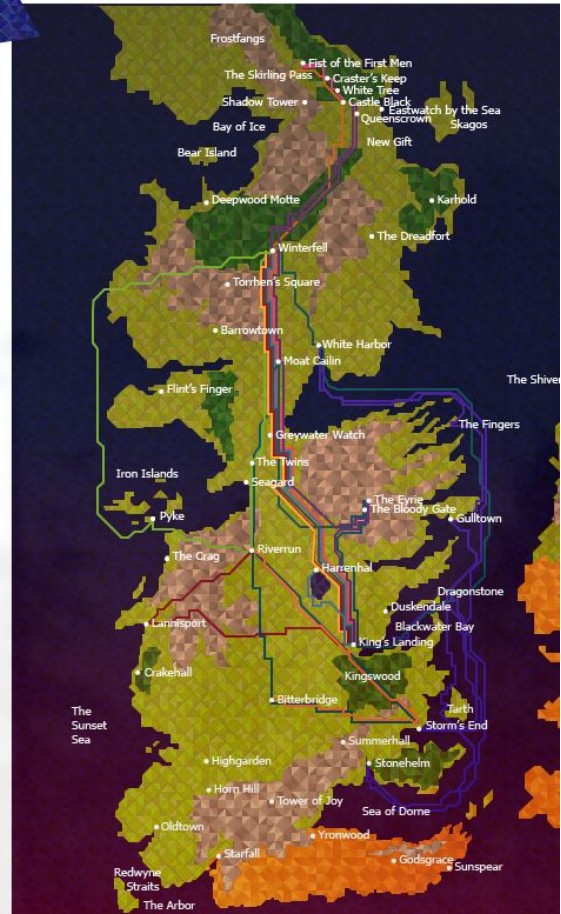 Frostfangs
Fist of the First Men
The Skirling Pass
Craster's Keep
White Tree
Shadow Tower
Castle Black
Eastwatch by the Sea
Queenscrown
Skagos
Bay of Ice
New Gift
Bear Island
Deepwood Motte
Karhold
The Dreadfort
Winterfell
Torrhen's Square
Barrowtown
White Harbor
Moat Cailin
The Shiver
Flint's Finger
The Fingers
Greywater Watch
The Twins
Iron Islands
Seagard
The Eyrie
The Bloody Gate
Pyke
Gulltown
Riverrun
The Crag
Harrenhal
Dragonstone
Duskendale
Lannisport
Blackwater Bay
King's Landing
Crakehall
Kingswood
Bitterbridge
Tarth
The
Sunset
Sea
Storm's End
Summerhall
Highgarden
Stonehelm
Horn Hill
Tower of Joy
Sea of Dorne
Oldtown
Yronwood
Starfall
Godsgrace
Sunspear
Redwyne
Straits
The Arbor